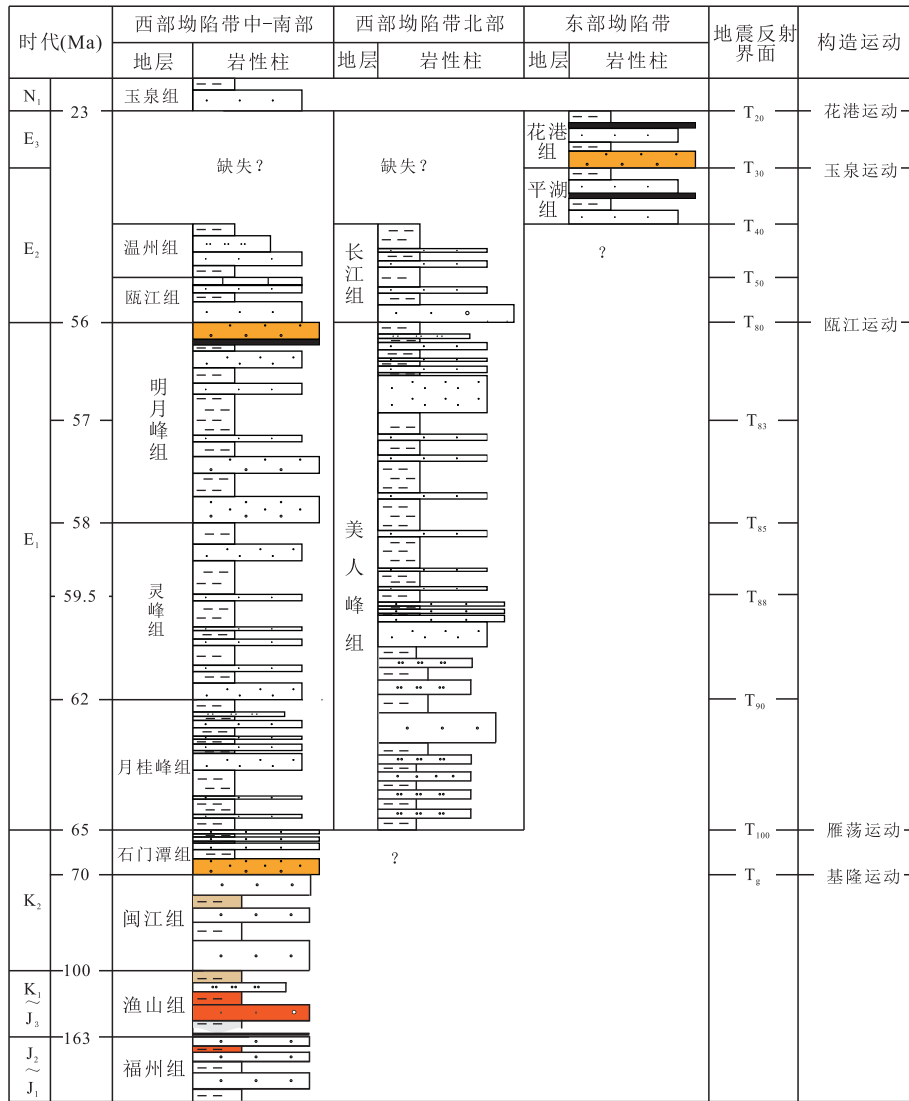 时代(Ma)
西部坳陷带中-南部
西部坳陷带北部
东部坳陷带
地震反射
界面
构造运动
地层
岩性柱
地层
岩性柱
地层
岩性柱
N₁
玉泉组
23
T₂₀
花港运动
E₃
缺失？
缺失？
花港组
T₃₀
玉泉运动
平湖组
E₂
T₄₀
温州组
长江组
?
T₅₀
瓯江组
56
T₈₀
瓯江运动
明月峰组
57
T₈₃
E₁
58
T₈₅
美人峰组
灵峰组
59.5
T₈₈
62
T₉₀
月桂峰组
65
T₁₀₀
雁荡运动
石门潭组
?
70
T_g
基隆运动
K₂
闽江组
100
K₁
~
J₃
渔山组
163
J₂
~
J₁
福州组